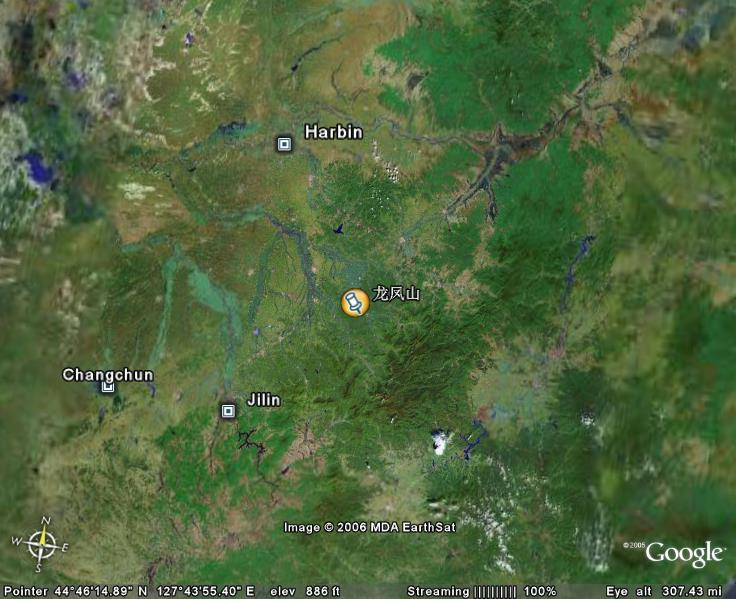 Harbin
龙凤山
Changchun
Jilin
N
W E
S
Image © 2006 MDA EarthSat
©2005 Google™
Pointer 44°46'14.89" N 127°43'55.40" E elev 886 ft Streaming |||||||||| 100% Eye alt 307.43 mi